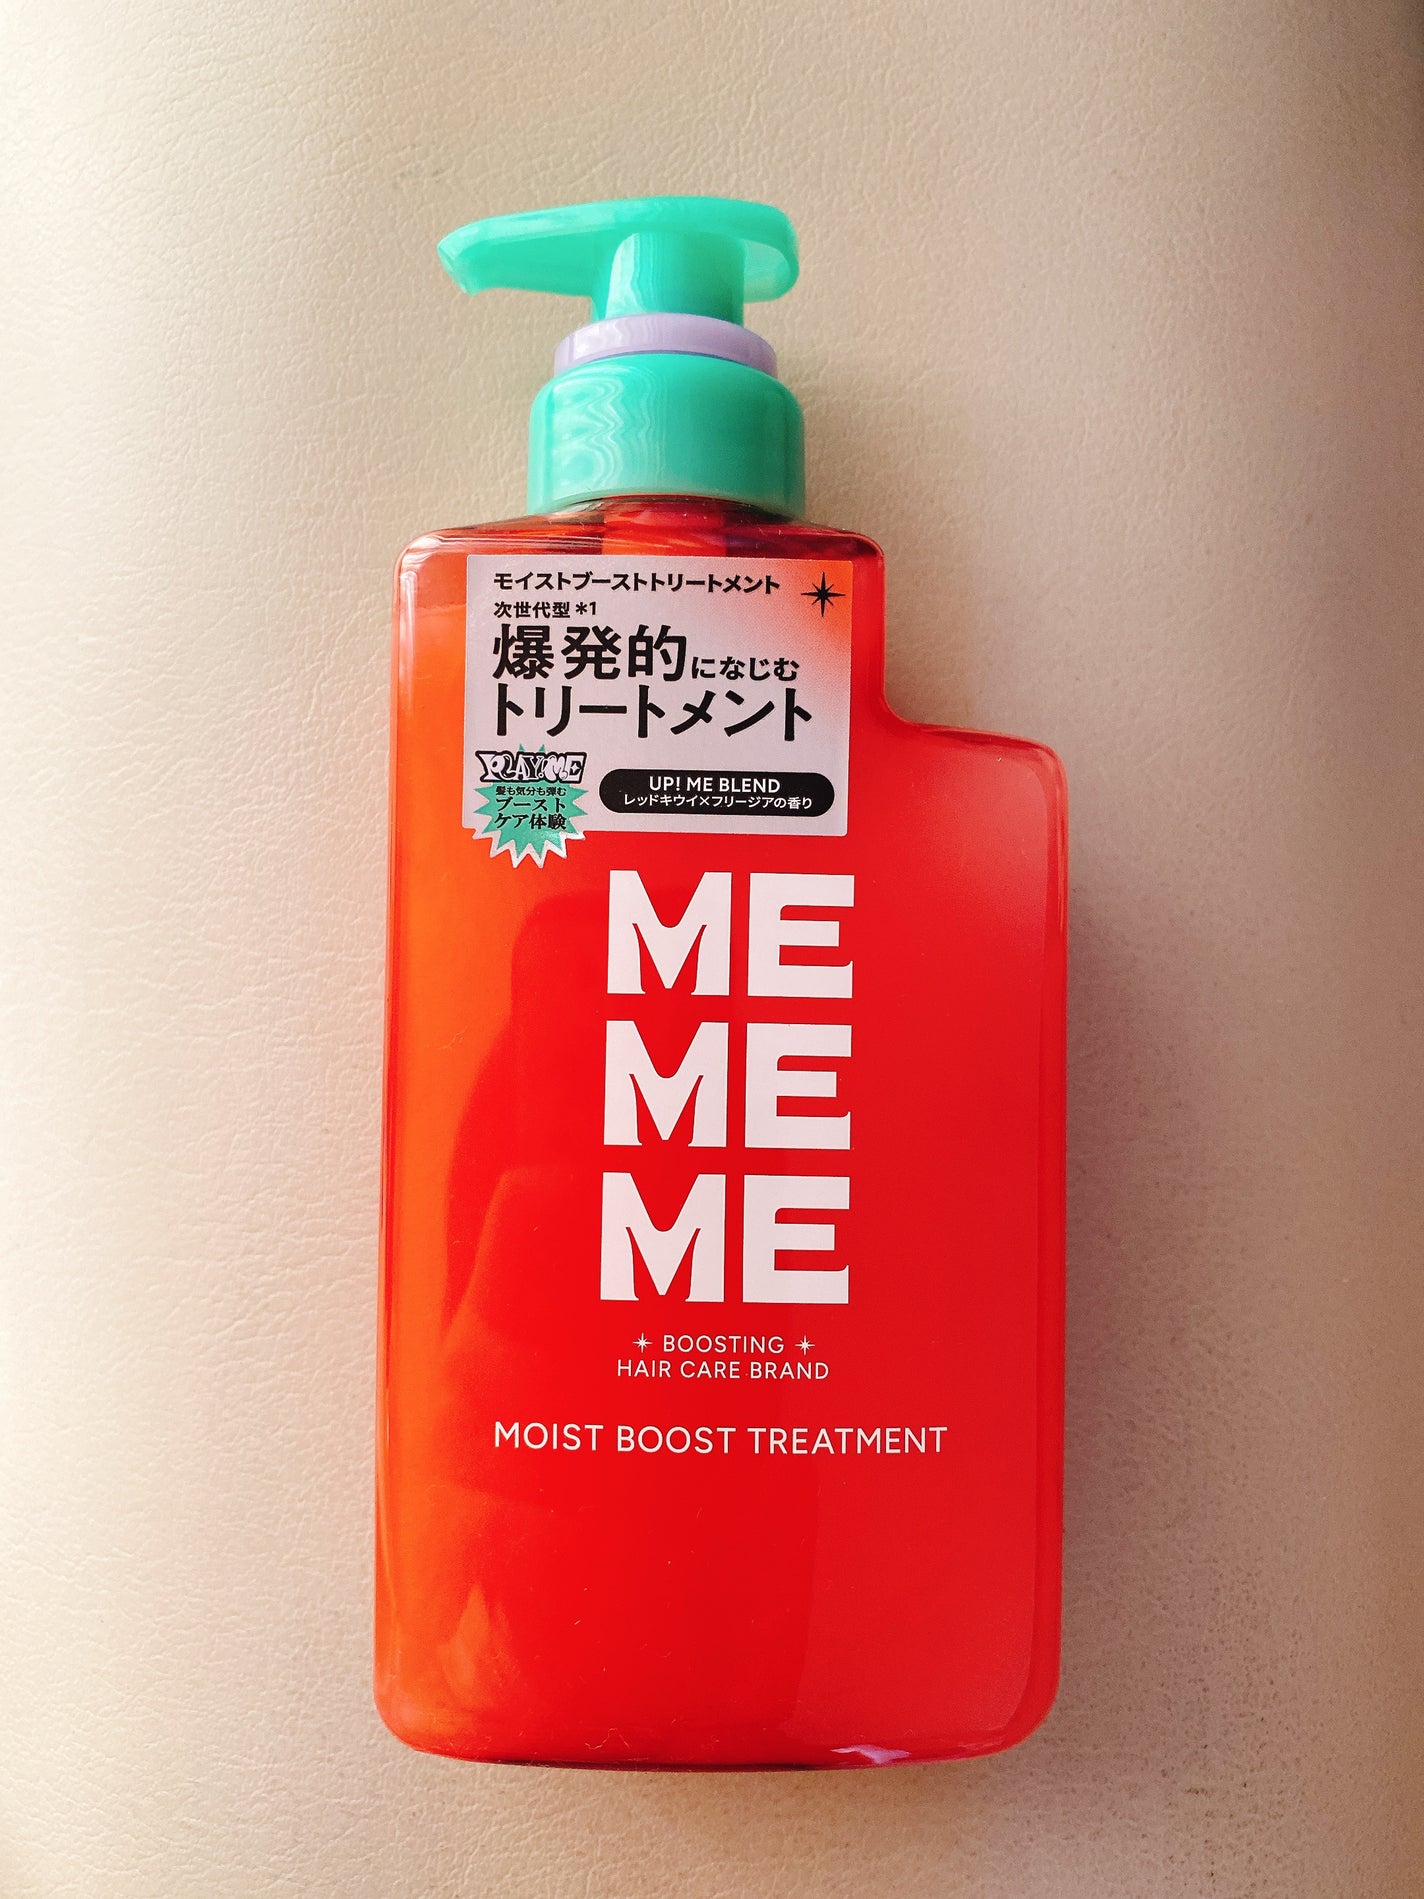 モイストブーストトリートメント
次世代型*1
爆発的になじむ
トリートメント
PLAY!ME
髪も気分も弾む
ブースト
ケア体験
UP! ME BLEND
レッドキウイ×フリージアの香り
ME
ME
ME
BOOSTING
HAIR CARE BRAND
MOIST BOOST TREATMENT